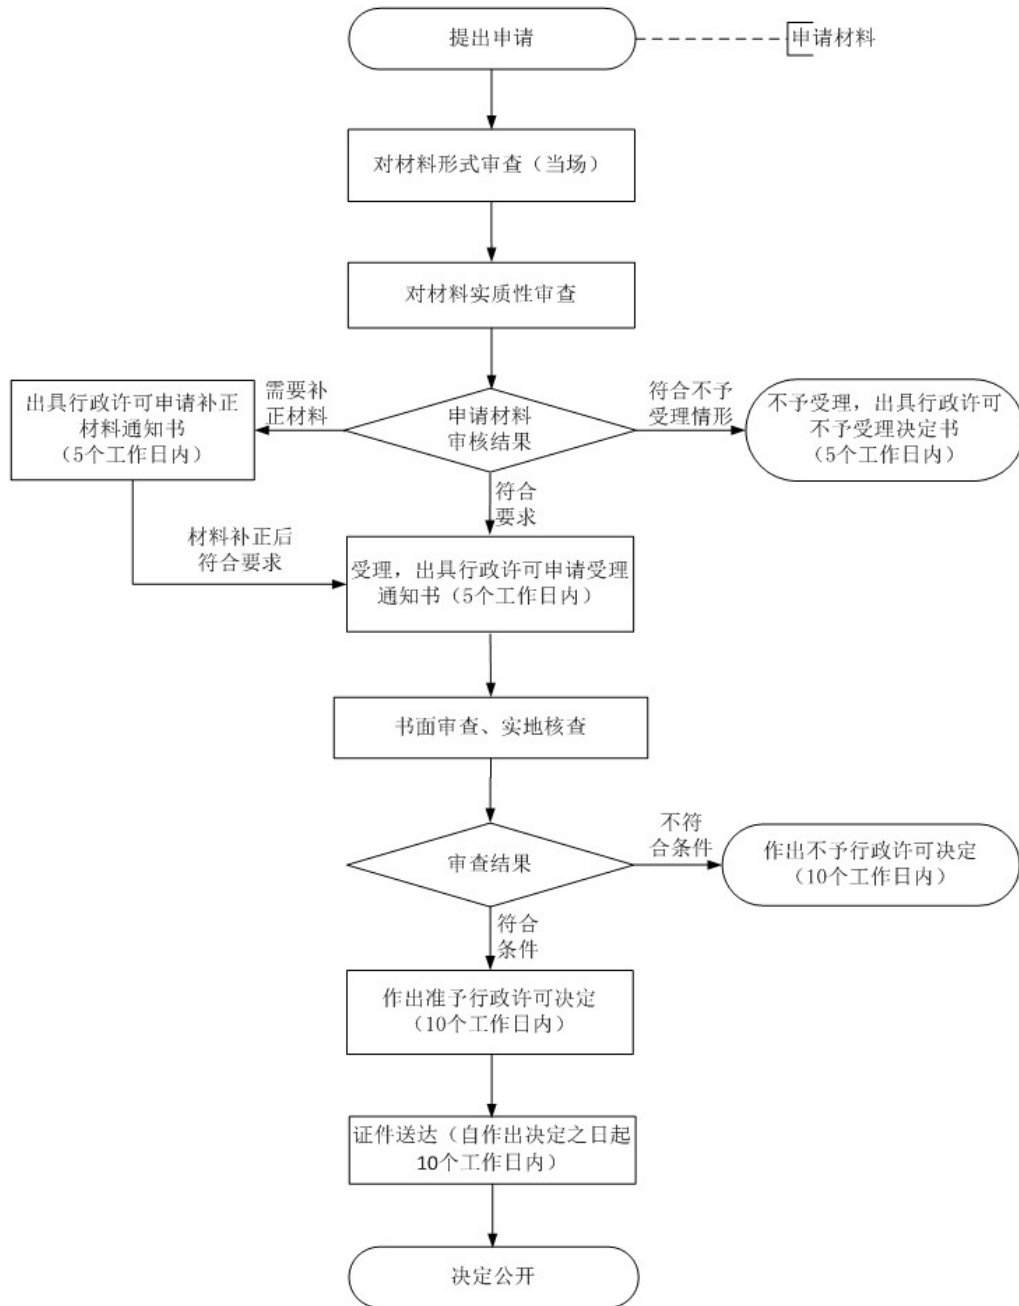 提出申请
申请材料
对材料形式审查（当场）
对材料实质性审查
需要补
正材料
符合不予
受理情形
出具行政许可申请补正
材料通知书
（5个工作日内）
申请材料
审核结果
不予受理，出具行政许可
不予受理决定书
（5个工作日内）
符合
要求
材料补正后
符合要求
受理，出具行政许可申请受理
通知书（5个工作日内）
书面审查、实地核查
不符
合条件
审查结果
作出不予行政许可决定
（10个工作日内）
符合
条件
作出准予行政许可决定
（10个工作日内）
证件送达（自作出决定之日起
10个工作日内）
决定公开